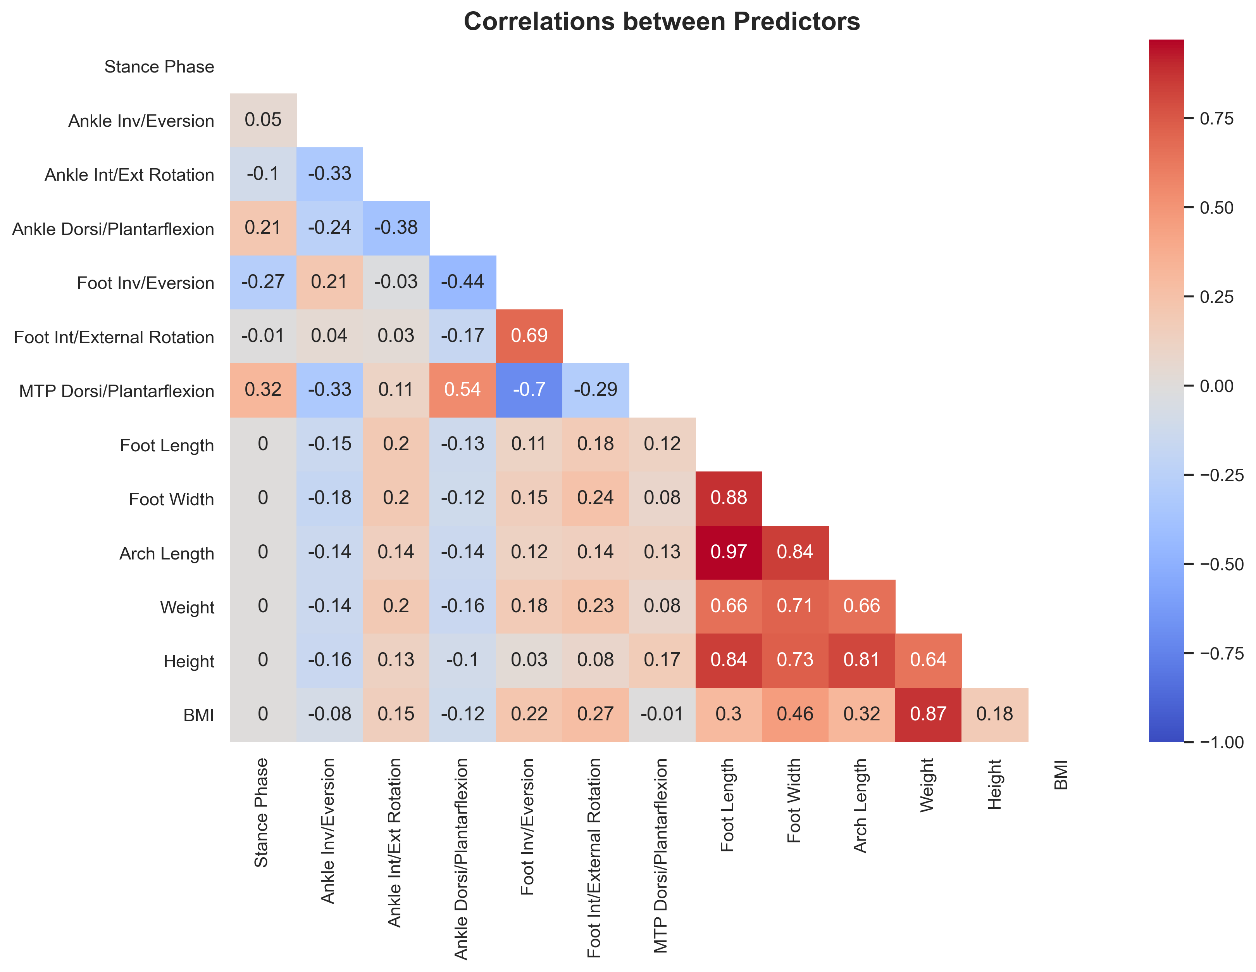 Correlations between Predictors
Stance Phase
Ankle Inv/Eversion 0.05
Ankle Int/Ext Rotation -0.1 -0.33
Ankle Dorsi/Plantarflexion 0.21 -0.24 -0.38
Foot Inv/Eversion -0.27 0.21 -0.03 -0.44
Foot Int/External Rotation -0.01 0.04 0.03 -0.17 0.69
MTP Dorsi/Plantarflexion 0.32 -0.33 0.11 0.54 -0.7 -0.29
Foot Length 0 -0.15 0.2 -0.13 0.11 0.18 0.12
Foot Width 0 -0.18 0.2 -0.12 0.15 0.24 0.08 0.88
Arch Length 0 -0.14 0.14 -0.14 0.12 0.14 0.13 0.97 0.84
Weight 0 -0.14 0.2 -0.16 0.18 0.23 0.08 0.66 0.71 0.66
Height 0 -0.16 0.13 -0.1 0.03 0.08 0.17 0.84 0.73 0.81 0.64
BMI 0 -0.08 0.15 -0.12 0.22 0.27 -0.01 0.3 0.46 0.32 0.87 0.18
Stance Phase
Ankle Inv/Eversion
Ankle Int/Ext Rotation
Ankle Dorsi/Plantarflexion
Foot Inv/Eversion
Foot Int/External Rotation
MTP Dorsi/Plantarflexion
Foot Length
Foot Width
Arch Length
Weight
Height
BMI
0.75
0.50
0.25
0.00
−0.25
−0.50
−0.75
−1.00